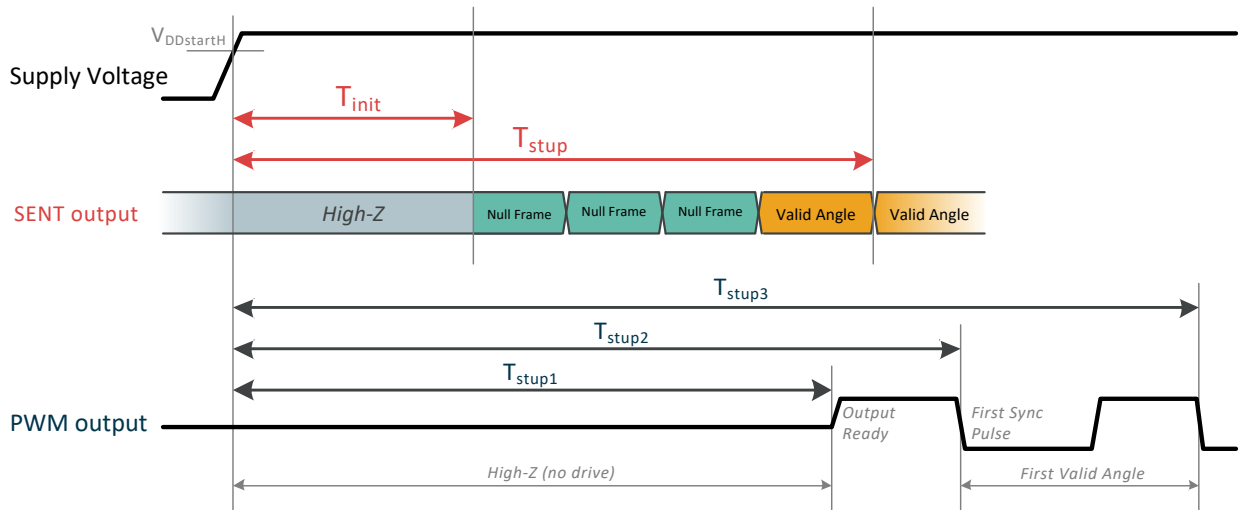 VDDstartH
Supply Voltage
Tinit
Tstup
SENT output
High-Z
Null Frame
Null Frame
Null Frame
Valid Angle
Valid Angle
Tstup3
Tstup2
Tstup1
PWM output
Output
Ready
First Sync
Pulse
High-Z (no drive)
First Valid Angle